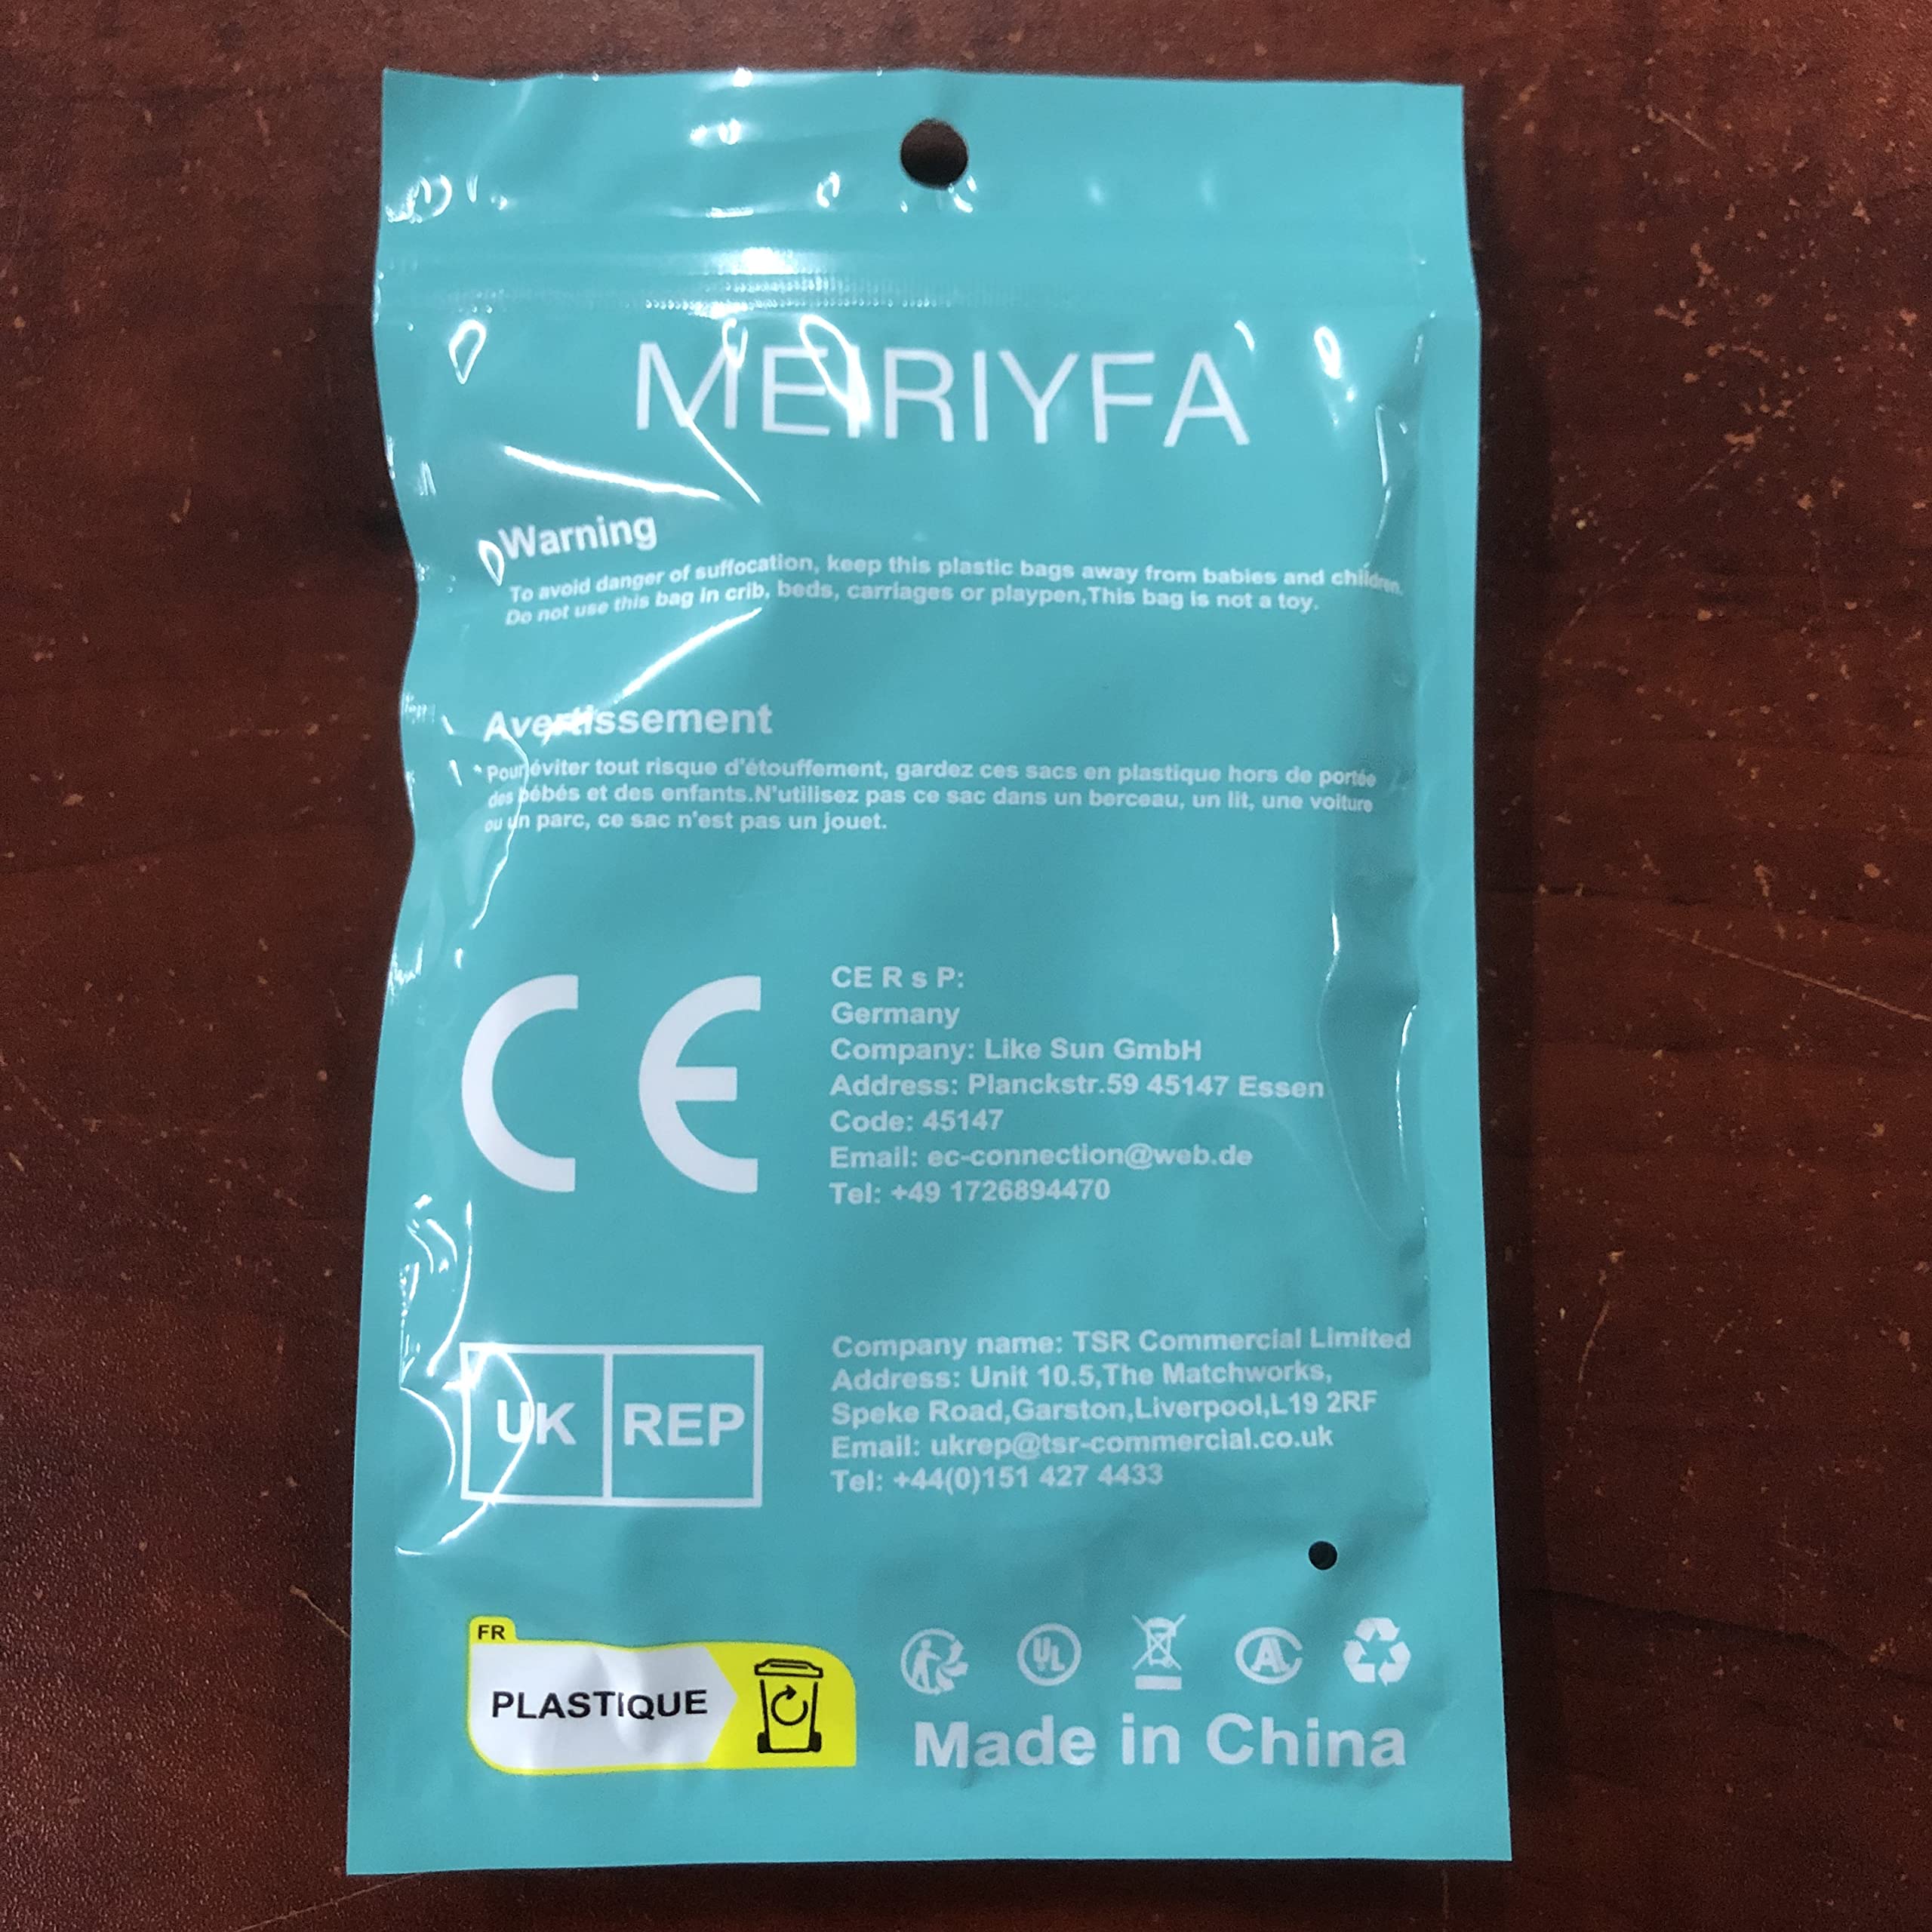 MEIRIYFA
Warning
To avoid danger of suffocation, keep this plastic bags away from babies and children.
Do not use this bag in crib, beds, carriages or playpen,This bag is not a toy.
Avertissement
Pour éviter tout risque d'étouffement, gardez ces sacs en plastique hors de portée
des bébés et des enfants.N'utilisez pas ce sac dans un berceau, un lit, une voiture
ou un parc, ce sac n'est pas un jouet.
CE
CE R s P:
Germany
Company: Like Sun GmbH
Address: Planckstr.59 45147 Essen
Code: 45147
Email: ec-connection@web.de
Tel: +49 1726894470
UK REP
Company name: TSR Commercial Limited
Address: Unit 10.5,The Matchworks,
Speke Road,Garston,Liverpool,L19 2RF
Email: ukrep@tsr-commercial.co.uk
Tel: +44(0)151 427 4433
FR
PLASTIQUE
UL
A
Made in China